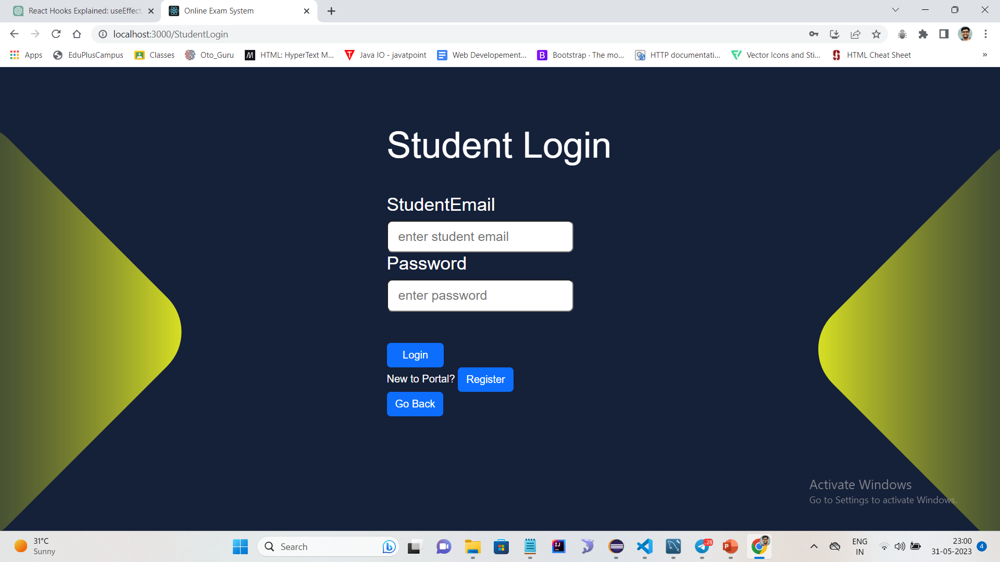 React Hooks Explained: useEffect,
Online Exam System
localhost:3000/StudentLogin
Apps
EduPlusCampus
Classes
Oto_Guru
M
HTML: HyperText M...
T
Java IO - javatpoint
Web Developement...
B
Bootstrap · The mo...
HTTP documentati...
Vector Icons and Sti...
S
HTML Cheat Sheet
»
Student Login
StudentEmail
enter student email
Password
enter password
Login
New to Portal? Register
Go Back
Activate Windows
Go to Settings to activate Windows.
31°C
Sunny
Search
IJ
28
P
ENG
IN
23:00
31-05-2023
4